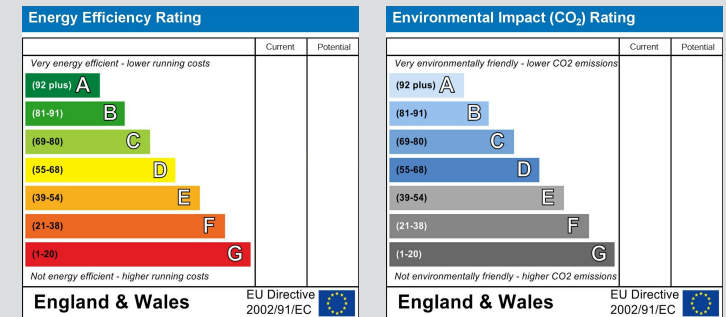 Energy Efficiency Rating
Current Potential
Very energy efficient - lower running costs
(92 plus) A
(81-91) B
(69-80) C
(55-68) D
(39-54) E
(21-38) F
(1-20) G
Not energy efficient - higher running costs
England & Wales
EU Directive
2002/91/EC
Environmental Impact (CO₂) Rating
Current Potential
Very environmentally friendly - lower CO2 emissions
(92 plus) A
(81-91) B
(69-80) C
(55-68) D
(39-54) E
(21-38) F
(1-20) G
Not environmentally friendly - higher CO2 emissions
England & Wales
EU Directive
2002/91/EC